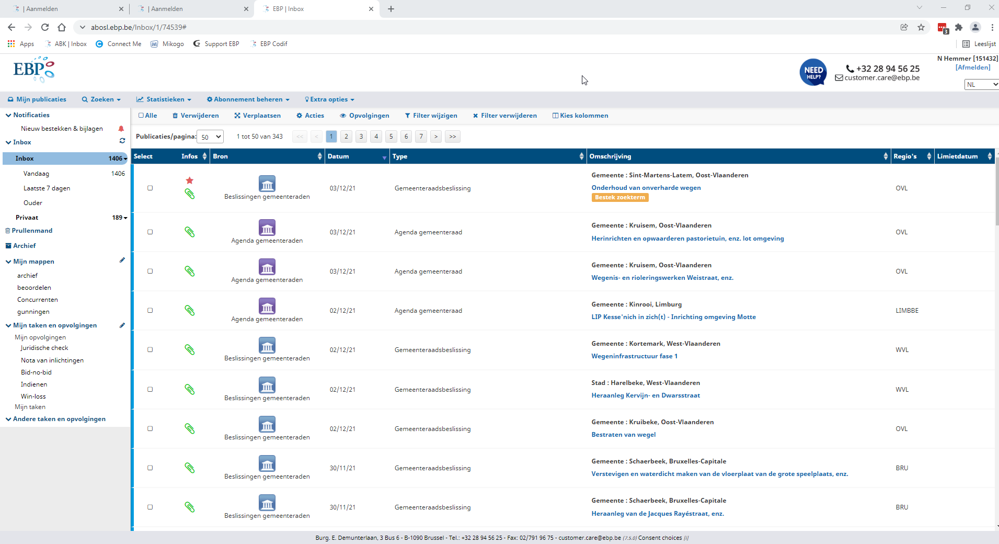 | Aanmelden
| Aanmelden
EBP | Inbox
abosl.ebp.be/Inbox/1/74539#
3
Apps
ABK | Inbox
Connect Me
Mikogo
Support EBP
EBP Codif
Leeslijst
EBP
NEED HELP?
+32 28 94 56 25
customer.care@ebp.be
N Hemmer [151432]
[Afmelden]
NL
Mijn publicaties
Zoeken
Statistieken
Abonnement beheren
Extra opties
Notificaties
Nieuw bestekken & bijlagen
Inbox
Inbox 1406
Vandaag 1406
Laatste 7 dagen
Ouder
Privaat 189
Prullenmand
Archief
Mijn mappen
archief
beoordelen
Concurrenten
gunningen
Mijn taken en opvolgingen
Mijn opvolgingen
Juridische check
Nota van inlichtingen
Bid-no-bid
Indienen
Win-loss
Mijn taken
Andere taken en opvolgingen
Alle
Verwijderen
Verplaatsen
Acties
Opvolgingen
Filter wijzigen
Filter verwijderen
Kies kolommen
Publicaties/pagina: 50 1 tot 50 van 343 << < 1 2 3 4 5 6 7 > >>
Select Infos Bron Datum Type Omschrijving Regio's Limietdatum
Gemeente : Sint-Martens-Latem, Oost-Vlaanderen
Beslissingen gemeenteraden 03/12/21 Gemeenteraadsbeslissing Onderhoud van onverharde wegen OVL
Bestek zoekterm
Gemeente : Kruisem, Oost-Vlaanderen
Agenda gemeenteraden 03/12/21 Agenda gemeenteraad Herinrichten en opwaarderen pastorietuin, enz. lot omgeving OVL
Gemeente : Kruisem, Oost-Vlaanderen
Agenda gemeenteraden 03/12/21 Agenda gemeenteraad Wegenis- en rioleringswerken Weistraat, enz. OVL
Gemeente : Kinrooi, Limburg
Agenda gemeenteraden 02/12/21 Agenda gemeenteraad LIP Kesse'nich in zich(t) - Inrichting omgeving Motte LIMBBE
Gemeente : Kortemark, West-Vlaanderen
Beslissingen gemeenteraden 02/12/21 Gemeenteraadsbeslissing Wegeninfrastructuur fase 1 WVL
Stad : Harelbeke, West-Vlaanderen
Beslissingen gemeenteraden 02/12/21 Gemeenteraadsbeslissing Heraanleg Kervijn- en Dwarsstraat WVL
Gemeente : Kruibeke, Oost-Vlaanderen
Beslissingen gemeenteraden 02/12/21 Gemeenteraadsbeslissing Bestraten van wegel OVL
Gemeente : Schaerbeek, Bruxelles-Capitale
Beslissingen gemeenteraden 30/11/21 Gemeenteraadsbeslissing Verstevigen en waterdicht maken van de vloerplaat van de grote speelplaats, enz. BRU
Gemeente : Schaerbeek, Bruxelles-Capitale
Beslissingen gemeenteraden 30/11/21 Gemeenteraadsbeslissing Heraanleg van de Jacques Rayéstraat, enz. BRU
Burg. E. Demunterlaan, 3 Bus 6 - B-1090 Brussel - Tel.: +32 28 94 56 25 - Fax: 02/791 96 75 - customer.care@ebp.be (7.5.0) Consent choices [i]